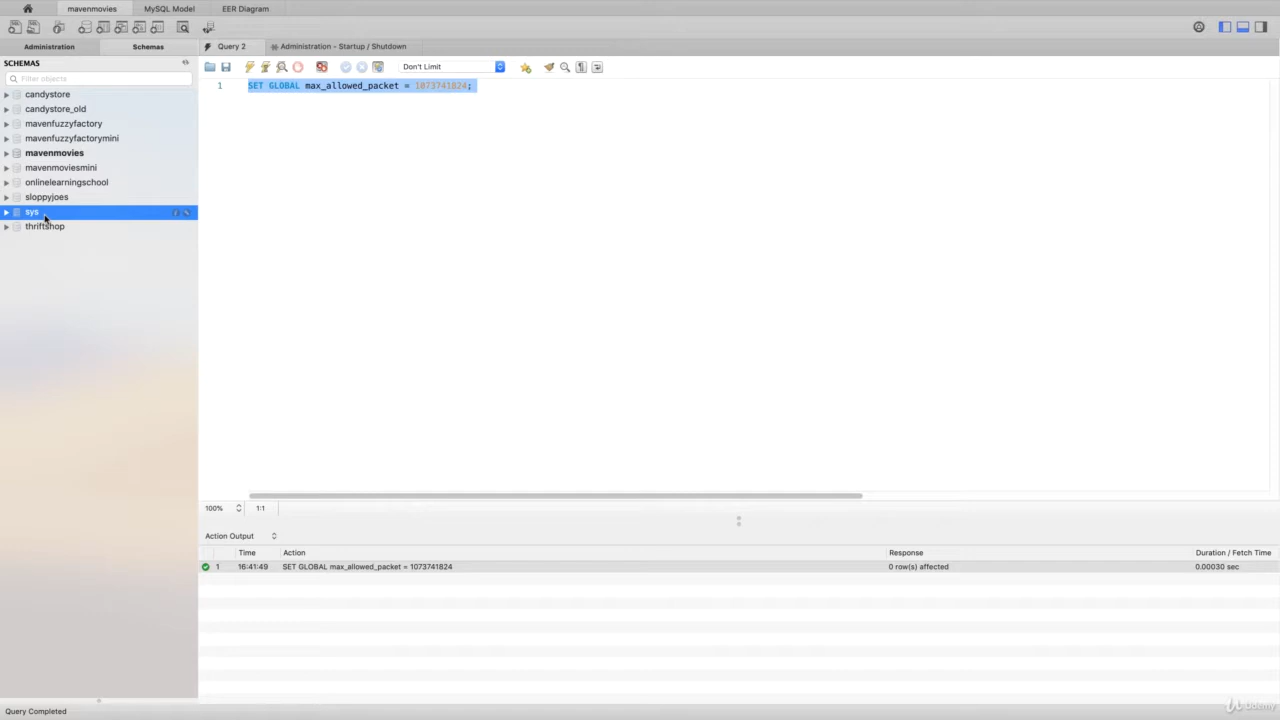 mavenmovies
MySQL Model
EER Diagram
Administration
Schemas
Query 2
Administration - Startup / Shutdown
SCHEMAS
Filter objects
Don't Limit
candystore
candystore_old
mavenfuzzyfactory
mavenfuzzyfactorymini
mavenmovies
mavenmoviesmini
onlinelearningschool
sloppyjoes
sys
thriftshop
1 SET GLOBAL max_allowed_packet = 1073741824;
100% 1:1
Action Output
Time Action Response Duration / Fetch Time
1 16:41:49 SET GLOBAL max_allowed_packet = 1073741824 0 row(s) affected 0.00030 sec
Query Completed
Udemy